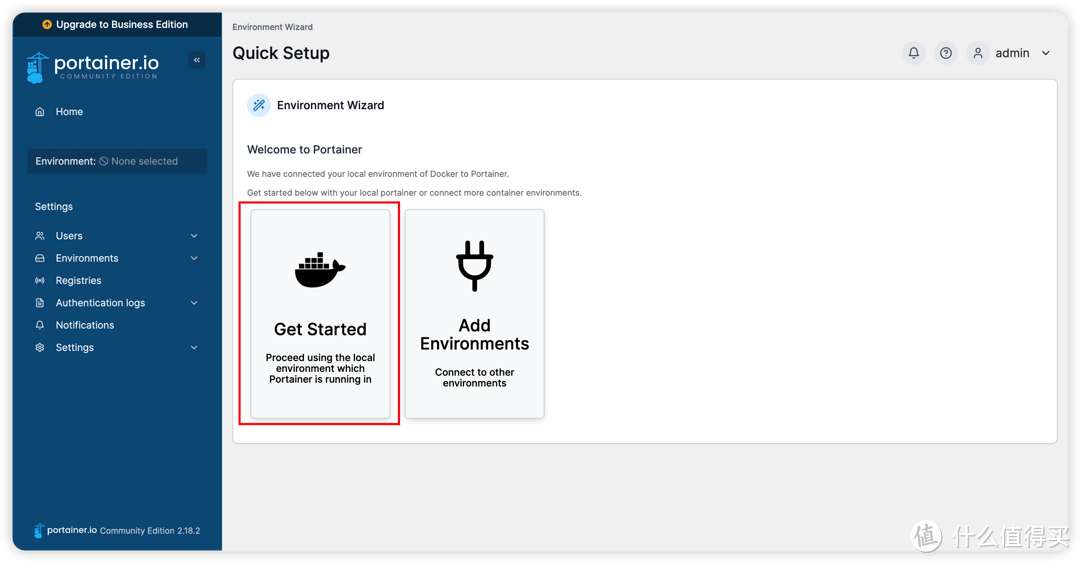 Upgrade to Business Edition
portainer.io
COMMUNITY EDITION
Home
Environment: None selected
Settings
Users
Environments
Registries
Authentication logs
Notifications
Settings
portainer.io Community Edition 2.18.2
Environment Wizard
Quick Setup
admin
Environment Wizard
Welcome to Portainer
We have connected your local environment of Docker to Portainer.
Get started below with your local portainer or connect more container environments.
Get Started
Proceed using the local
environment which
Portainer is running in
Add
Environments
Connect to other
environments
值 什么值得买